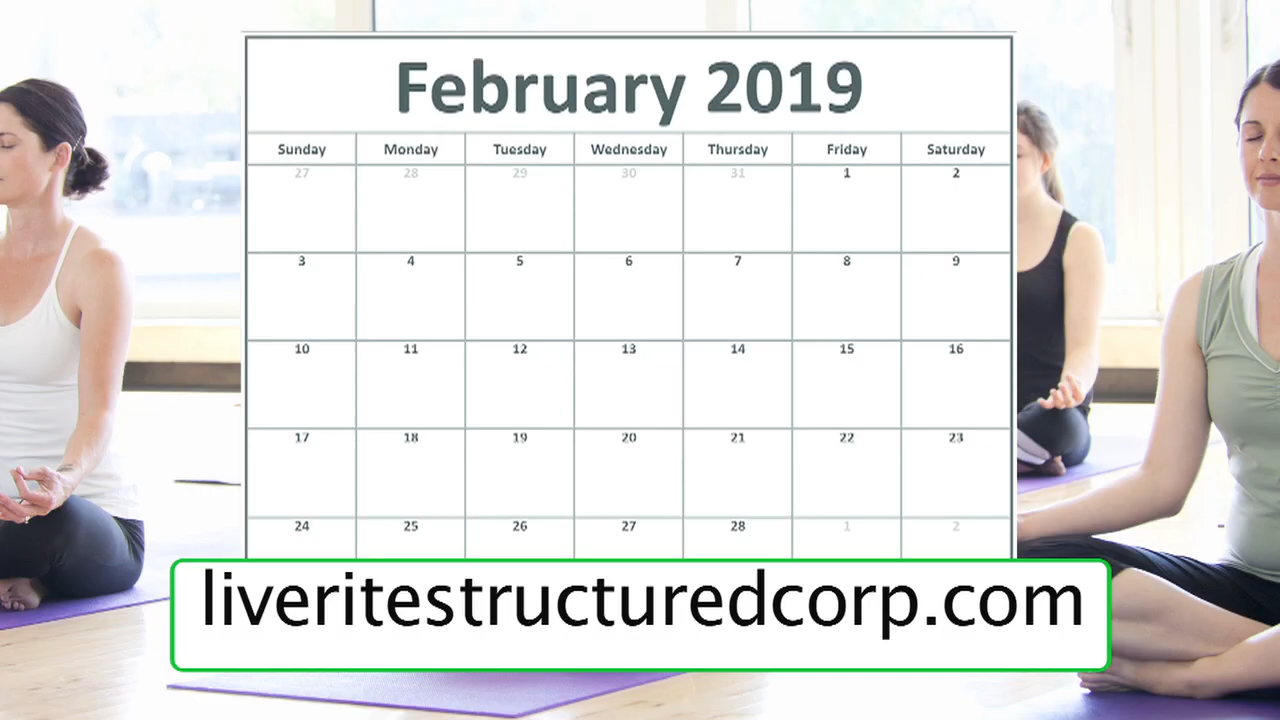 February 2019
Sunday Monday Tuesday Wednesday Thursday Friday Saturday
27 28 29 30 31 1 2
3 4 5 6 7 8 9
10 11 12 13 14 15 16
17 18 19 20 21 22 23
24 25 26 27 28 1 2
liveritestructuredcorp.com